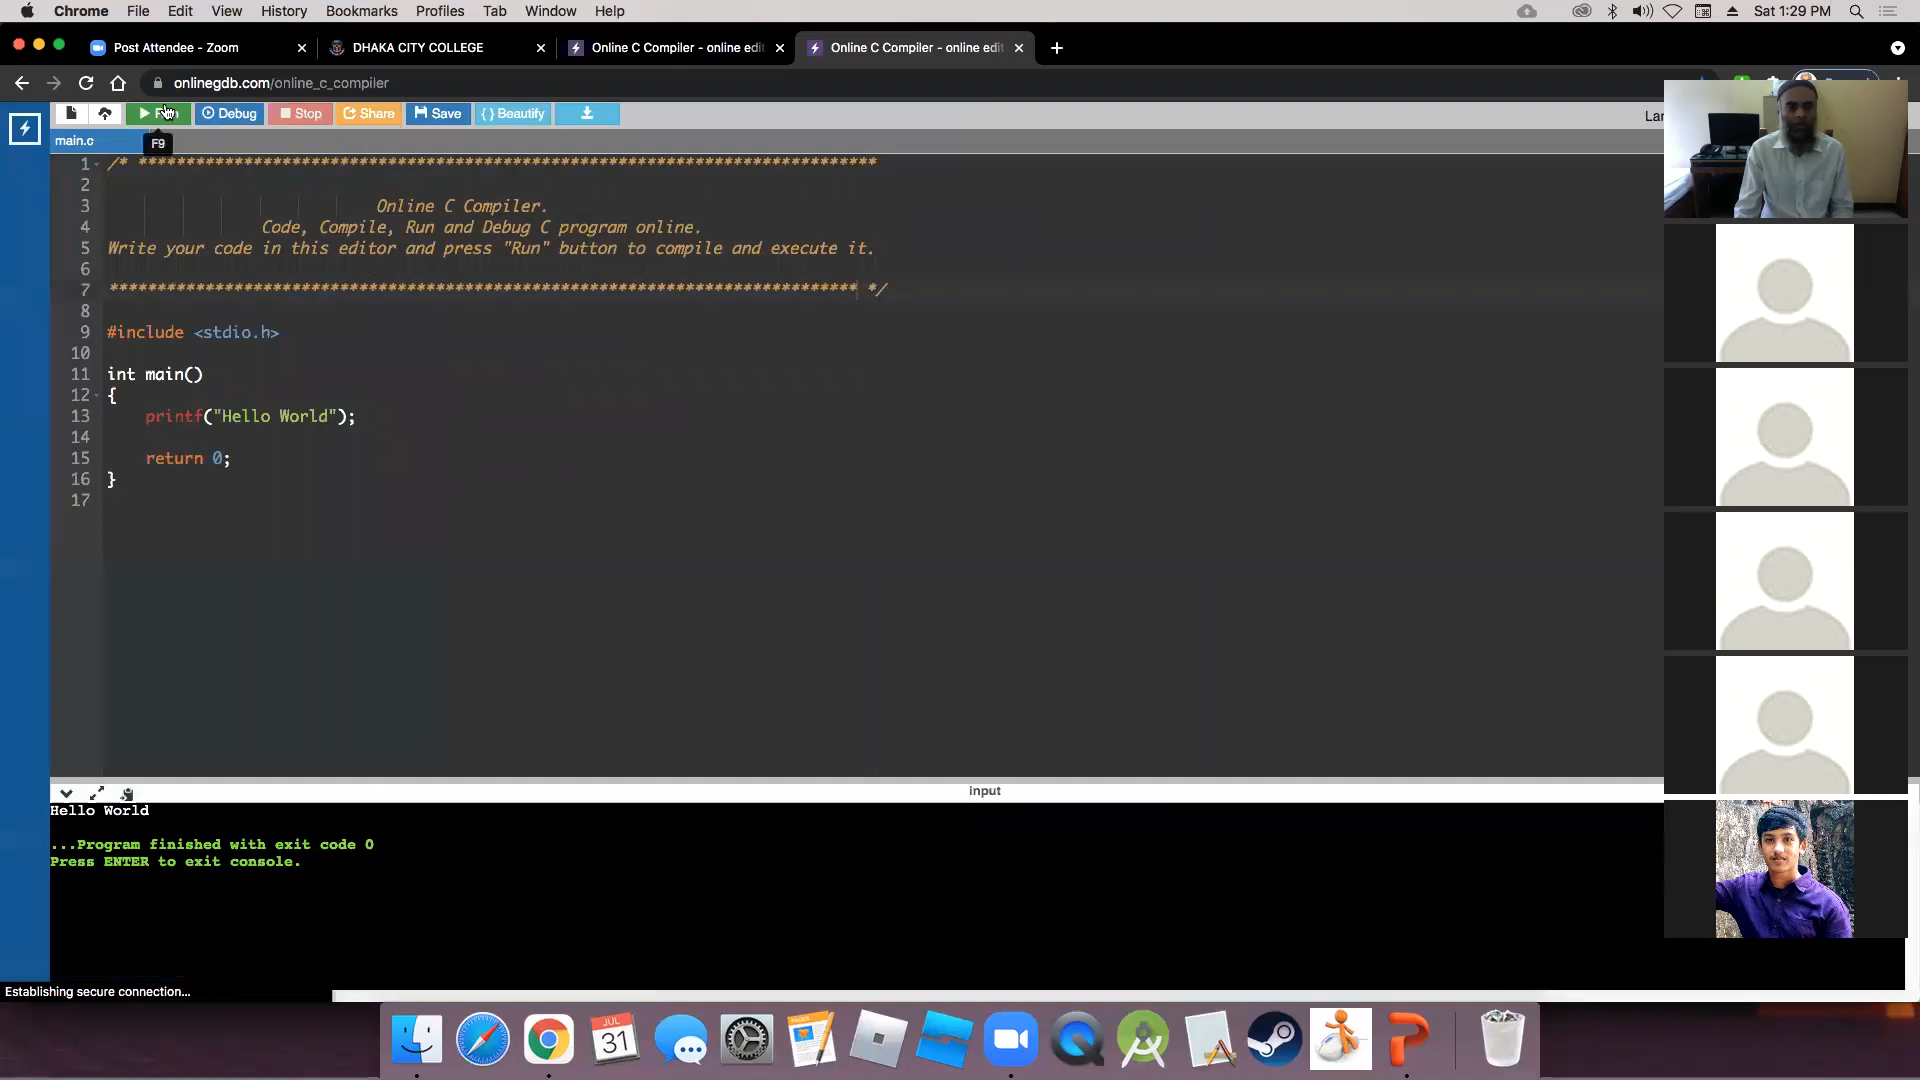 Chrome File Edit View History Bookmarks Profiles Tab Window Help Sat 1:29 PM
Post Attendee - Zoom DHAKA CITY COLLEGE Online C Compiler - online edit Online C Compiler - online edit
onlinegdb.com/online_c_compiler
Debug Stop Share Save { } Beautify Lan
main.c F9
1 /* *****************************************************************************
2
3 Online C Compiler.
4 Code, Compile, Run and Debug C program online.
5 Write your code in this editor and press "Run" button to compile and execute it.
6
7 ****************************************************************************** */
8
9 #include <stdio.h>
10
11 int main()
12 {
13 printf("Hello World");
14
15 return 0;
16 }
17
input
Hello World
...Program finished with exit code 0
Press ENTER to exit console.
Establishing secure connection...
JUL
31